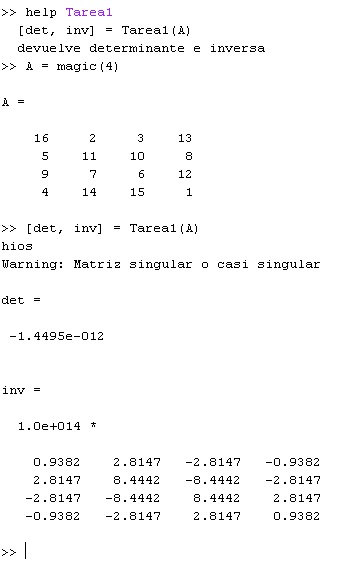 >> help Tarea1
[det, inv] = Tarea1(A)
devuelve determinante e inversa
>> A = magic(4)
A =
16 2 3 13
5 11 10 8
9 7 6 12
4 14 15 1
>> [det, inv] = Tarea1(A)
hios
Warning: Matriz singular o casi singular
det =
-1.4495e-012
inv =
1.0e+014 *
0.9382 2.8147 -2.8147 -0.9382
2.8147 8.4442 -8.4442 -2.8147
-2.8147 -8.4442 8.4442 2.8147
-0.9382 -2.8147 2.8147 0.9382
>>